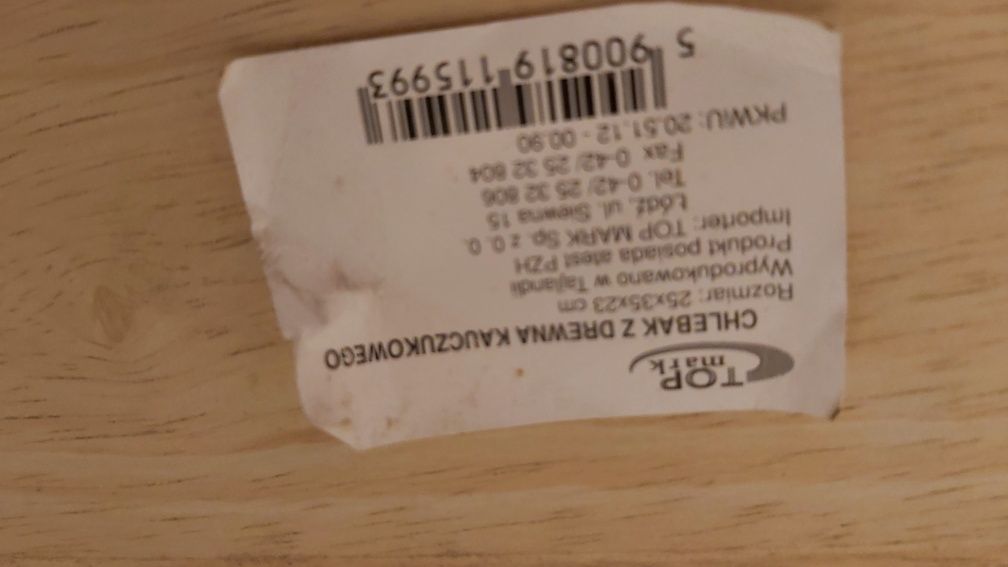 TOP
mark
CHLEBAK Z DREWNA KAUCZUKOWEGO
Rozmiar: 25x35x23 cm
Wyprodukowano w Tajlandii
Produkt posiada atest PZH
Importer: TOP MARK Sp. z o. o.
Łódź, ul. Siewna 15
Tel. 0-42/ 25 32 806
Fax 0-42/ 25 32 804
PKWiU: 20.51.12 - 00.90
5 900819 115993